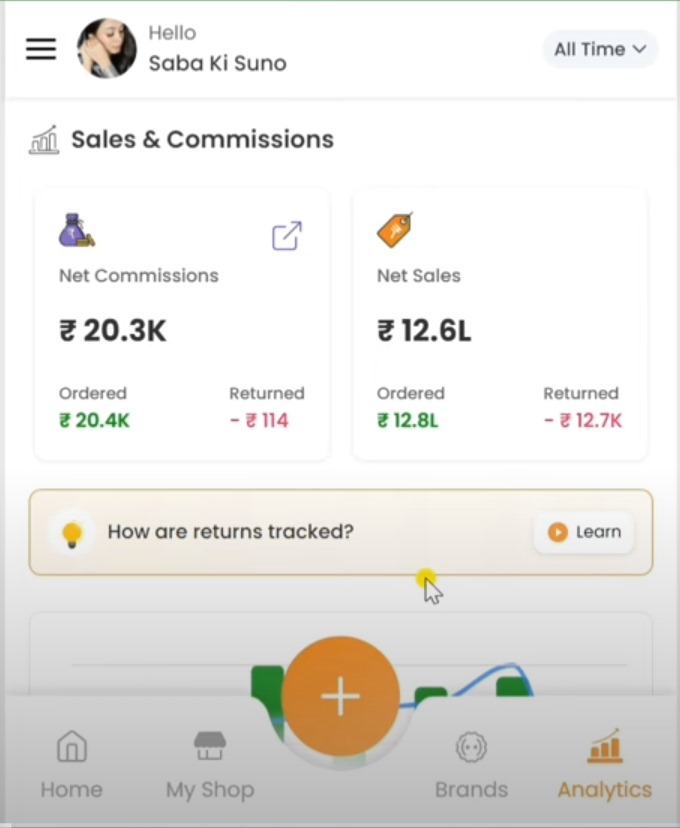 Hello
Saba Ki Suno
All Time
Sales & Commissions
Net Commissions
₹ 20.3K
Ordered
Returned
₹ 20.4K
- ₹ 114
Net Sales
₹ 12.6L
Ordered
Returned
₹ 12.8L
- ₹ 12.7K
How are returns tracked?
Learn
Home
My Shop
Brands
Analytics